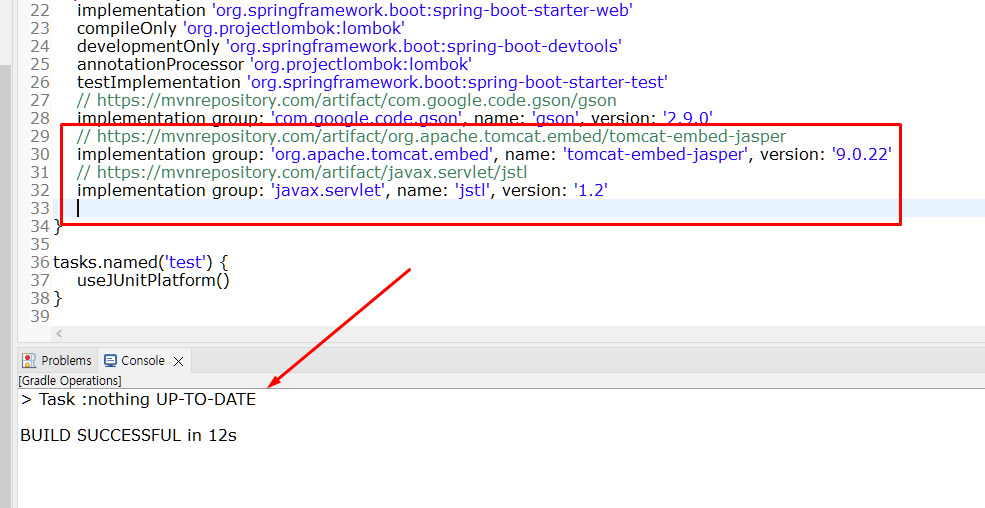 22 implementation 'org.springframework.boot:spring-boot-starter-web'
23 compileOnly 'org.projectlombok:lombok'
24 developmentOnly 'org.springframework.boot:spring-boot-devtools'
25 annotationProcessor 'org.projectlombok:lombok'
26 testImplementation 'org.springframework.boot:spring-boot-starter-test'
27 // https://mvnrepository.com/artifact/com.google.code.gson/gson
28 implementation group: 'com.google.code.gson', name: 'gson', version: '2.9.0'
29 // https://mvnrepository.com/artifact/org.apache.tomcat.embed/tomcat-embed-jasper
30 implementation group: 'org.apache.tomcat.embed', name: 'tomcat-embed-jasper', version: '9.0.22'
31 // https://mvnrepository.com/artifact/javax.servlet/jstl
32 implementation group: 'javax.servlet', name: 'jstl', version: '1.2'
33
34 }
35
36 tasks.named('test') {
37 useJUnitPlatform()
38 }
39
Problems Console
[Gradle Operations]
> Task :nothing UP-TO-DATE
BUILD SUCCESSFUL in 12s